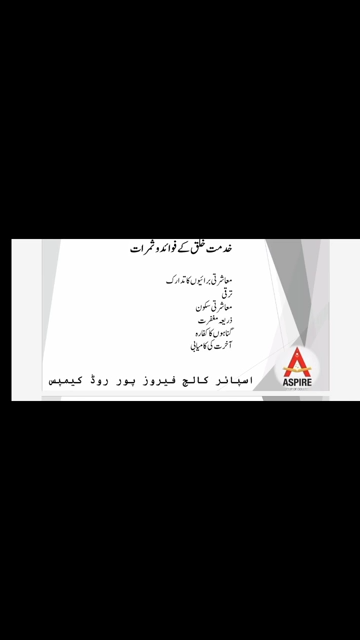 خدمت خلق کے فوائد و ثمرات
معاشرتی برائیوں کا تدارک
ترقی
معاشرتی سکون
ذریعہ مغفرت
گناہوں کا کفارہ
آخرت کی کامیابی
ASPIRE
اسپائر کالج فیروز پور روڈ کیمپس